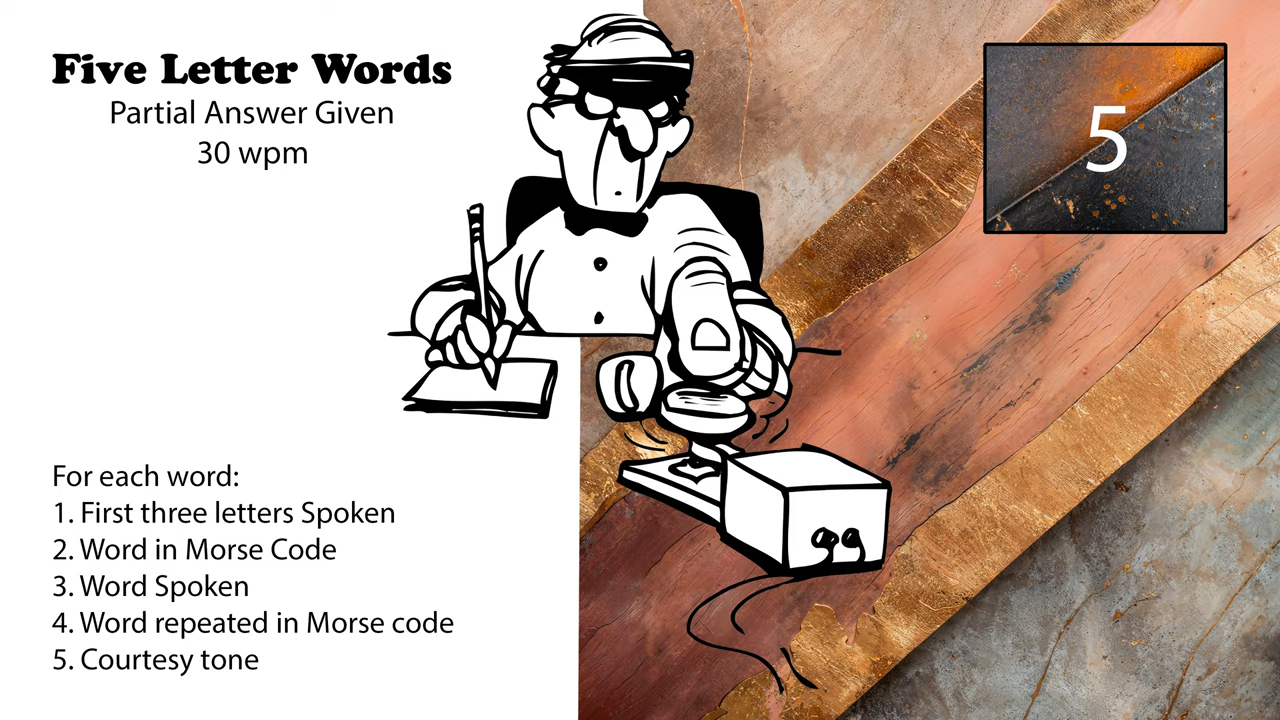 Five Letter Words
Partial Answer Given
30 wpm
5
For each word:
1. First three letters Spoken
2. Word in Morse Code
3. Word Spoken
4. Word repeated in Morse code
5. Courtesy tone